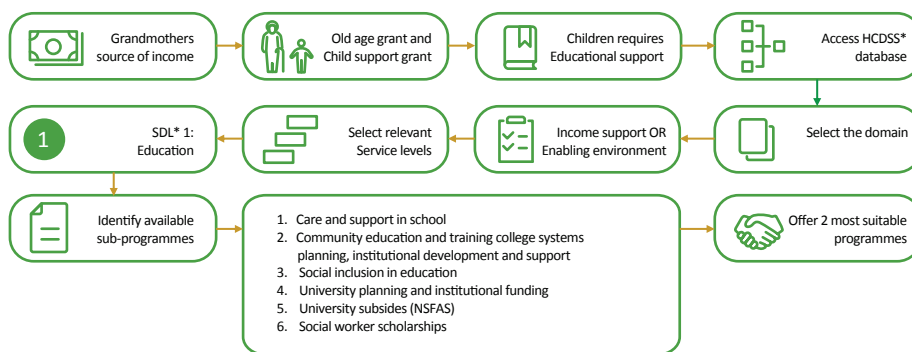 Grandmothers
source of income
Old age grant and
Child support grant
Children requires
Educational support
Access HCDSS*
database
Select the domain
Income support OR
Enabling environment
Select relevant
Service levels
1
SDL* 1:
Education
Identify available
sub-programmes
1. Care and support in school
2. Community education and training college systems
planning, institutional development and support
3. Social inclusion in education
4. University planning and institutional funding
5. University subsides (NSFAS)
6. Social worker scholarships
Offer 2 most suitable
programmes